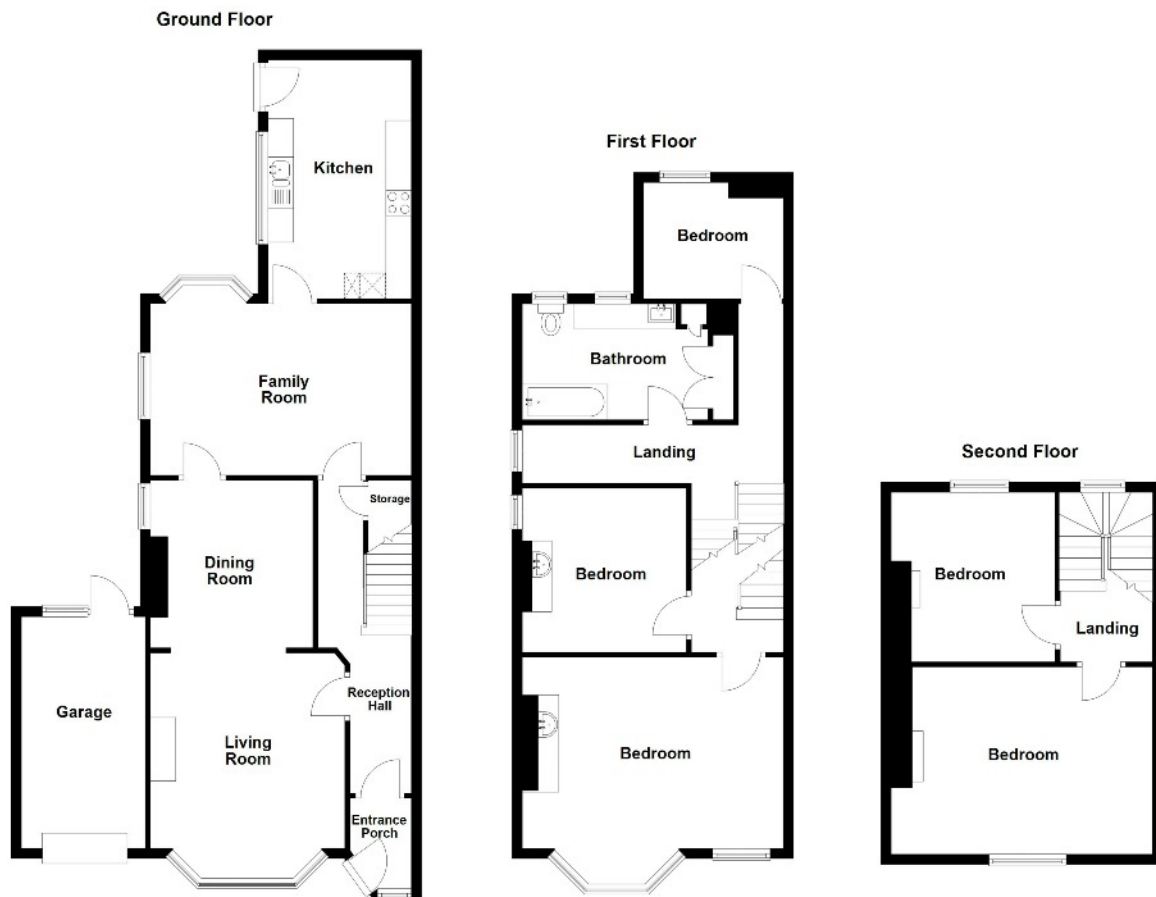 Ground Floor
Kitchen
Family
Room
Storage
Dining
Room
Reception
Hall
Garage
Living
Room
Entrance
Porch
First Floor
Bedroom
Bathroom
Landing
Bedroom
Bedroom
Second Floor
Bedroom
Landing
Bedroom